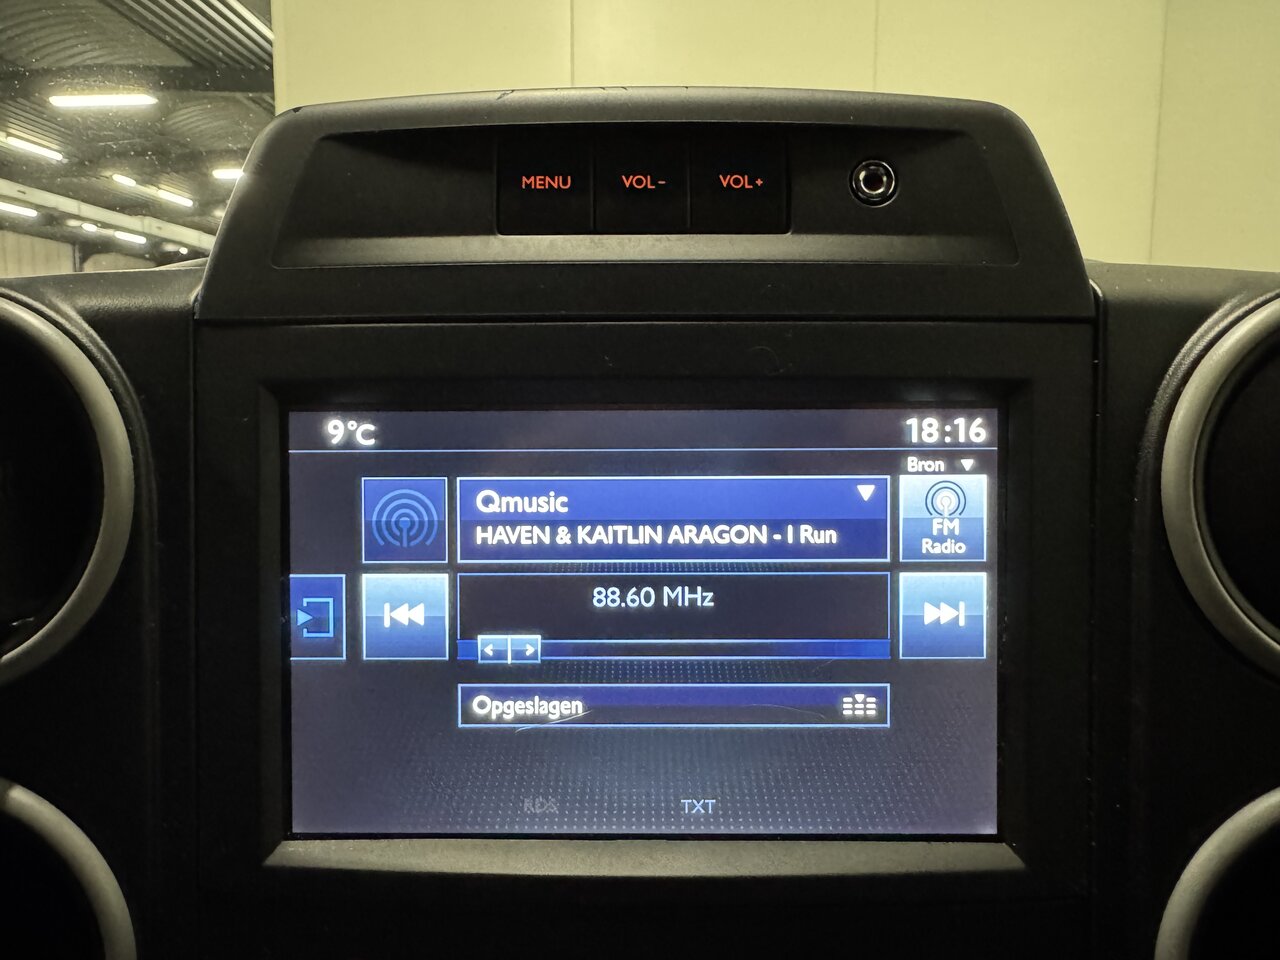 MENU VOL- VOL+
9°C 18:16
Bron
Qmusic
HAVEN & KAITLIN ARAGON - I Run
FM
Radio
88.60 MHz
Opgeslagen
RDS TXT